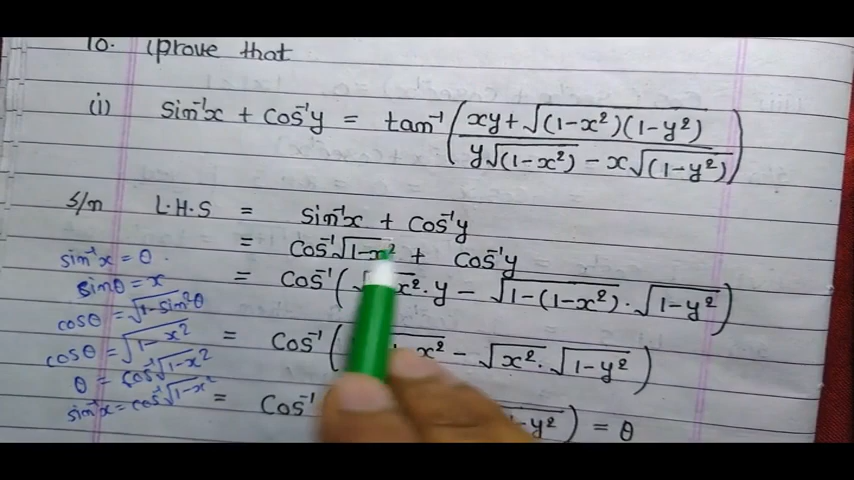 10. Prove that
(i) sin⁻¹x + cos⁻¹y = tan⁻¹ ( xy + √(1-x²)(1-y²) / y√(1-x²) - x√(1-y²) )
S/n L.H.S = sin⁻¹x + cos⁻¹y
= cos⁻¹√1-x² + cos⁻¹y
= cos⁻¹ ( x² . y - √1-(1-x²) . √1-y² )
= cos⁻¹ ( -x² - √x² . √1-y² )
= cos⁻¹ -y² ) = θ
sin⁻¹x = θ
sinθ = x
cosθ = √1-sin²θ
cosθ = √1-x²
θ = cos⁻¹√1-x²
sin⁻¹x = cos⁻¹√1-x²